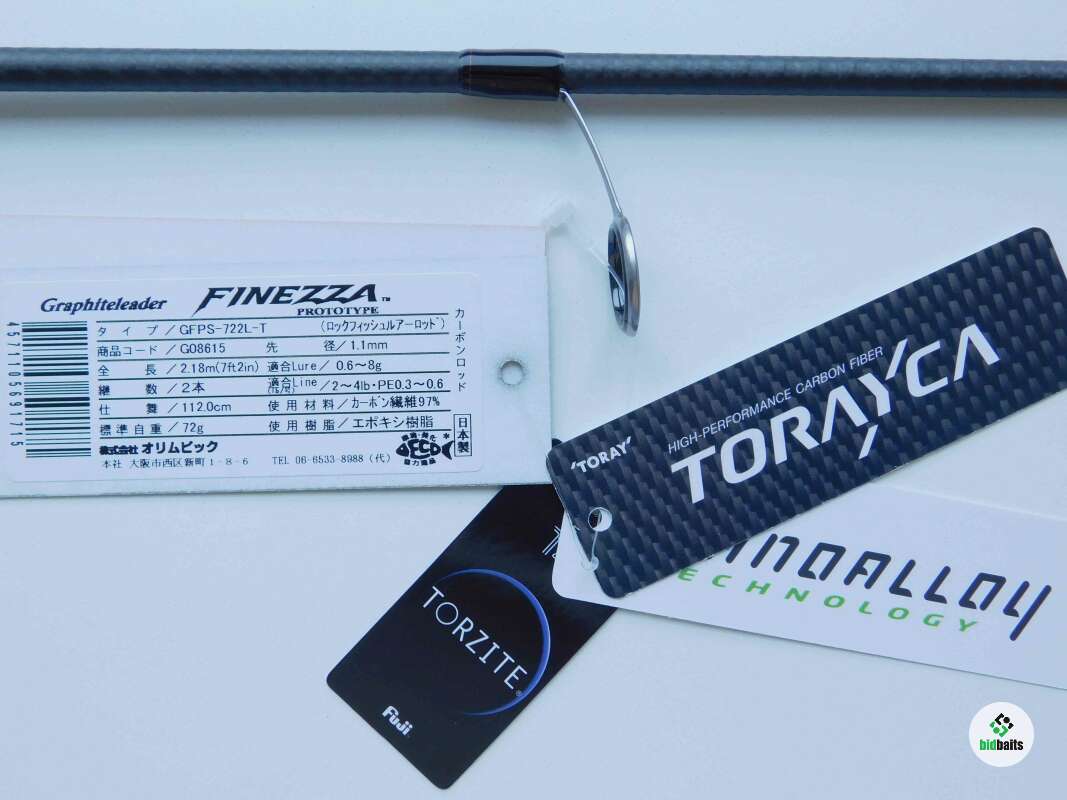 Graphiteleader FINEZZA™
PROTOTYPE
タイプ/GFPS-722L-T (ロックフィッシュルアーロッド)
商品コード/G08615 先径/1.1mm
全長/2.18m(7ft2in) 適合Lure/0.6~8g
継数/2本 適合Line/2~4lb・PE0.3~0.6
仕舞/112.0cm 使用材料/カーボン繊維97%
標準自重/72g 使用樹脂/エポキシ樹脂
株式会社オリムピック
本社 大阪市西区新町1-8-6 TEL 06-6533-8988(代)
カーボンロッド
日本製
ECO
4571105691715
'TORAY'
HIGH-PERFORMANCE CARBON FIBER
TORAYCA
NOALLOY
ECHNOLOGY
TORZITE®
Fuji
bidbaits